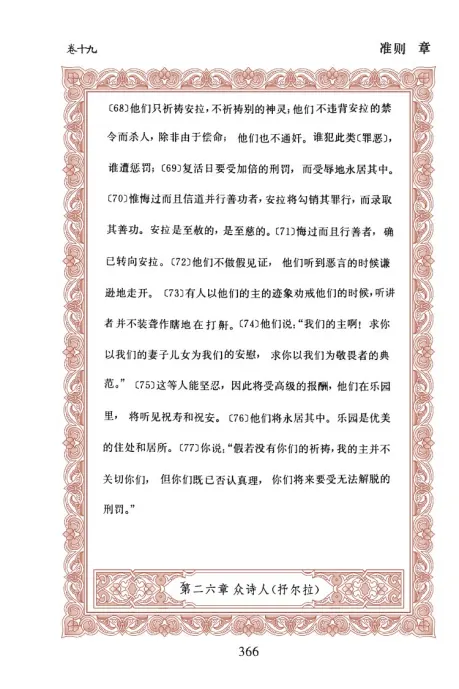 卷十九
准则 章
〔68〕他们只祈祷安拉，不祈祷别的神灵；他们不违背安拉的禁
令而杀人，除非由于偿命； 他们也不通奸。谁犯此类〔罪恶〕，
谁遭惩罚；〔69〕复活日要受加倍的刑罚， 而受辱地永居其中。
〔70〕惟悔过而且信道并行善功者，安拉将勾销其罪行，而录取
其善功。安拉是至赦的，是至慈的。〔71〕悔过而且行善者， 确
已转向安拉。〔72〕他们不做假见证， 他们听到恶言的时候谦
逊地走开。〔73〕有人以他们的主的迹象劝戒他们的时候，听讲
者并不装聋作瞎地在打鼾。〔74〕他们说：“我们的主啊！求你
以我们的妻子儿女为我们的安慰， 求你以我们为敬畏者的典
范。”〔75〕这等人能坚忍，因此将受高级的报酬，他们在乐园
里， 将听见祝寿和祝安。〔76〕他们将永居其中。乐园是优美
的住处和居所。〔77〕你说：“假若没有你们的祈祷，我的主并不
关切你们， 但你们既已否认真理， 你们将来要受无法解脱的
刑罚。”
第二六章 众诗人（抒尔拉）
366